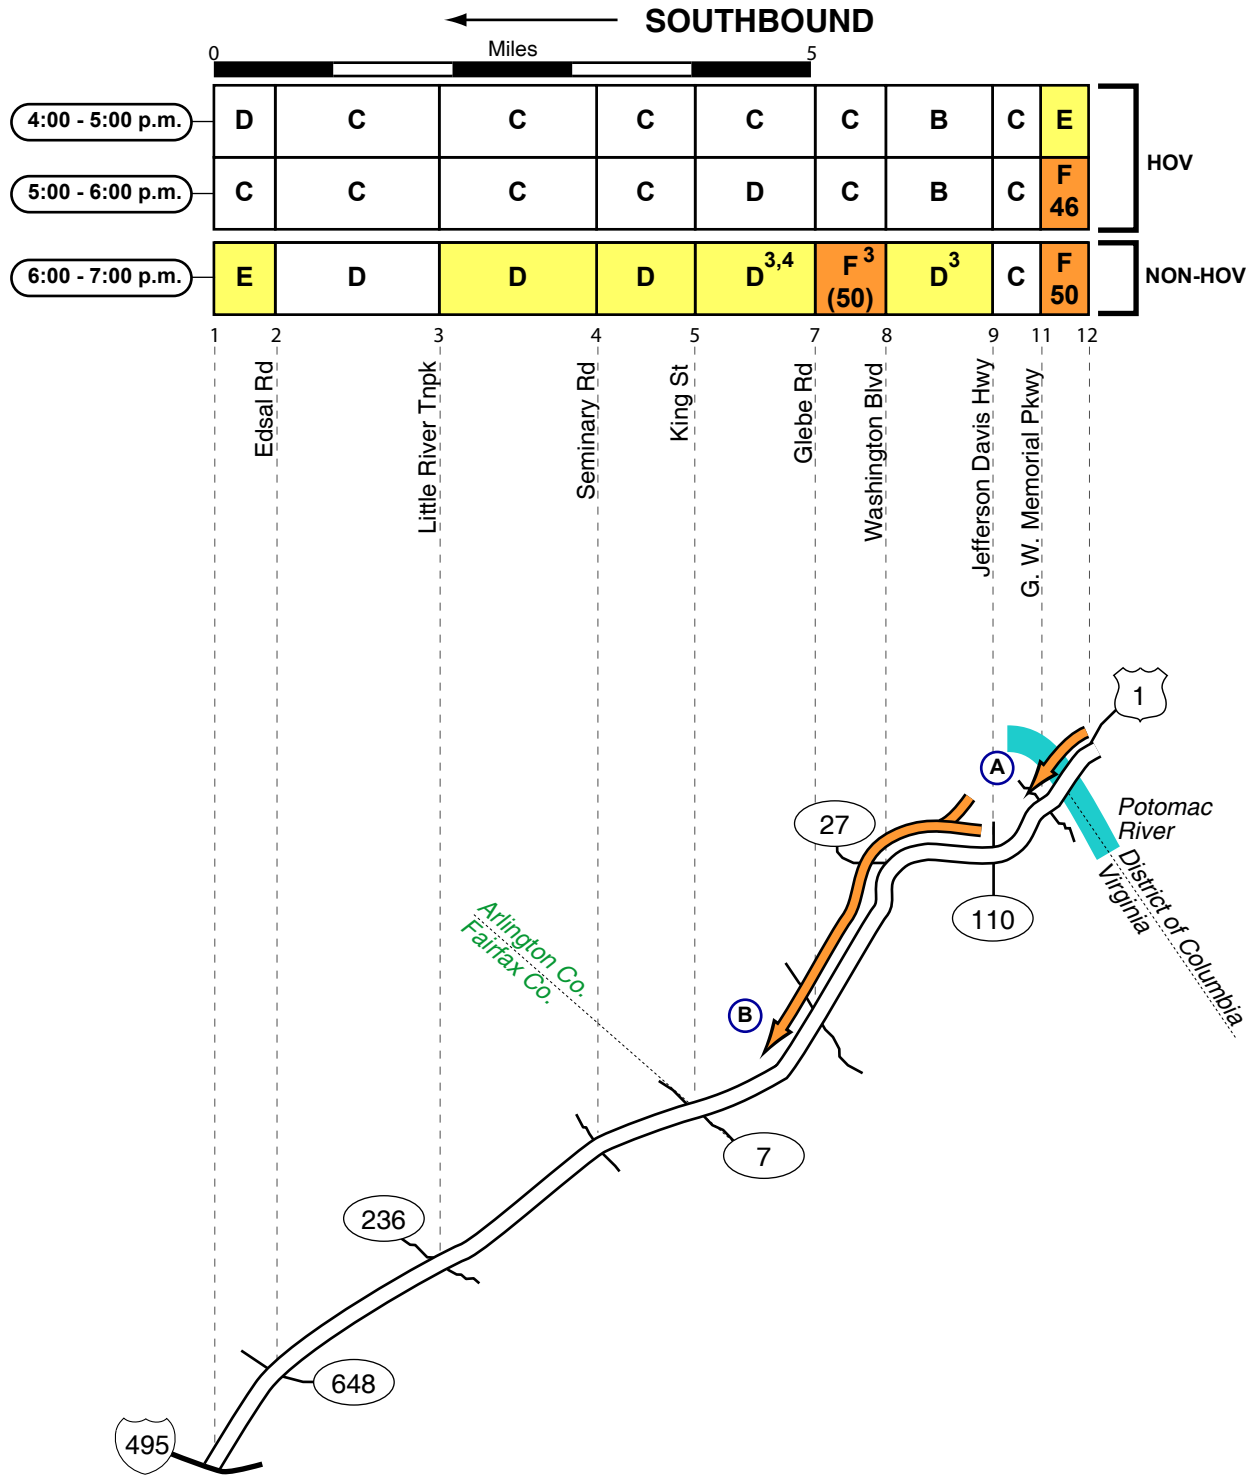 SOUTHBOUND
0 Miles 5
4:00 - 5:00 p.m. D C C C C C B C E
HOV
5:00 - 6:00 p.m. C C C C D C B C F 46
6:00 - 7:00 p.m. E D D D D3,4 F3 (50) D3 C F 50
NON-HOV
1 2 3 4 5 7 8 9 11 12
Edsal Rd
Little River Tnpk
Seminary Rd
King St
Glebe Rd
Washington Blvd
Jefferson Davis Hwy
G. W. Memorial Pkwy
1
A
27
Potomac
River
District of Columbia
Virginia
110
Arlington Co.
Fairfax Co.
B
7
236
648
495